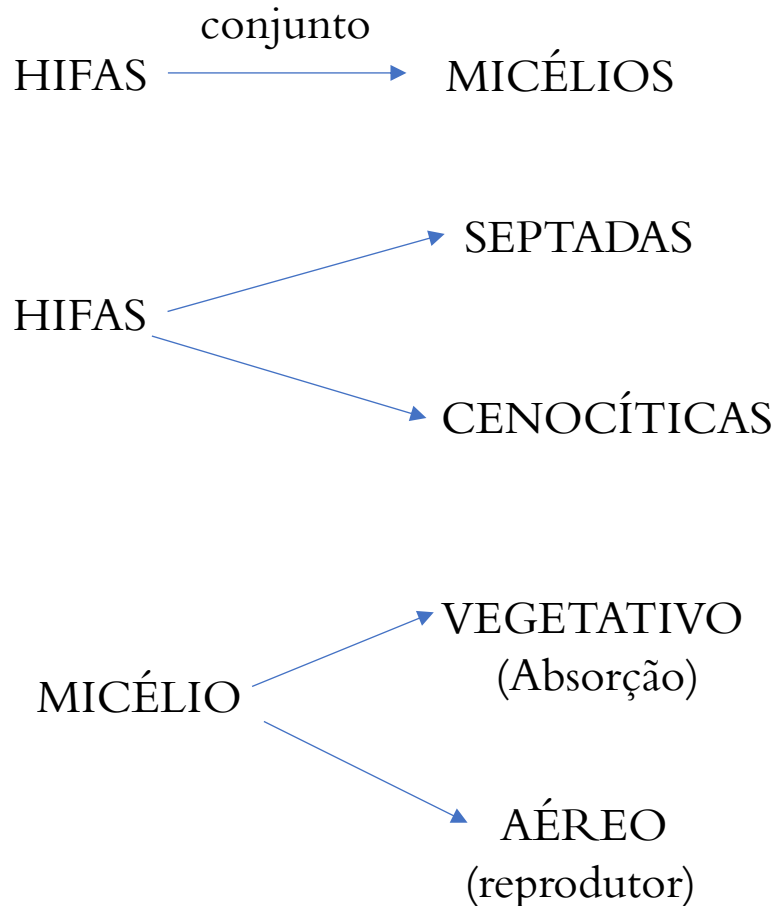 conjunto
HIFAS MICÉLIOS
SEPTADAS
HIFAS
CENOCÍTICAS
VEGETATIVO
(Absorção)
MICÉLIO
AÉREO
(reprodutor)